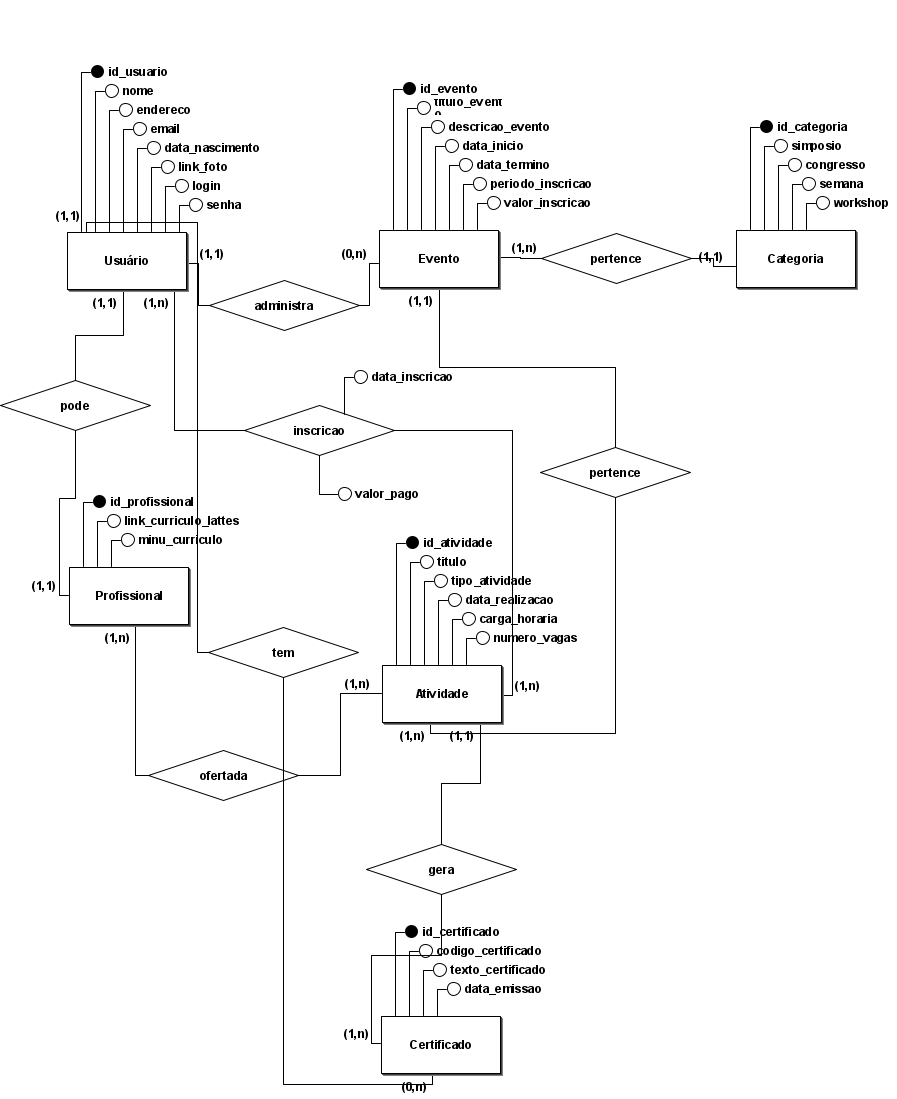 id_usuario
nome
endereco
email
data_nascimento
link_foto
login
senha
(1,1)
Usuário
(1,1)
(1,1)
(1,n)
id_evento
titulo_event
o
descricao_evento
data_inicio
data_termino
periodo_inscricao
valor_inscricao
(0,n)
Evento
(1,n)
(1,1)
pertence
(1,1)
id_categoria
simposio
congresso
semana
workshop
Categoria
administra
pode
data_inscricao
inscricao
valor_pago
pertence
id_profissional
link_curriculo_lattes
minu_curriculo
(1,1)
Profissional
(1,n)
id_atividade
titulo
tipo_atividade
data_realizacao
carga_horaria
numero_vagas
tem
(1,n)
Atividade
(1,n)
(1,n)
(1,1)
ofertada
gera
id_certificado
codigo_certificado
texto_certificado
data_emissao
(1,n)
Certificado
(0,n)